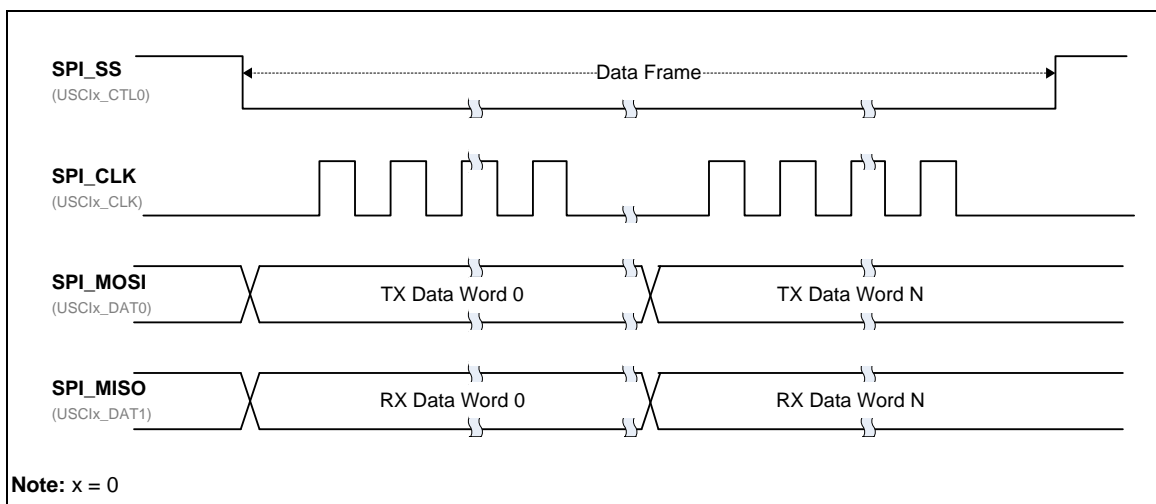 SPI_SS
(USCIx_CTL0)
Data Frame
SPI_CLK
(USCIx_CLK)
SPI_MOSI
(USCIx_DAT0)
TX Data Word 0
TX Data Word N
SPI_MISO
(USCIx_DAT1)
RX Data Word 0
RX Data Word N
Note: x = 0